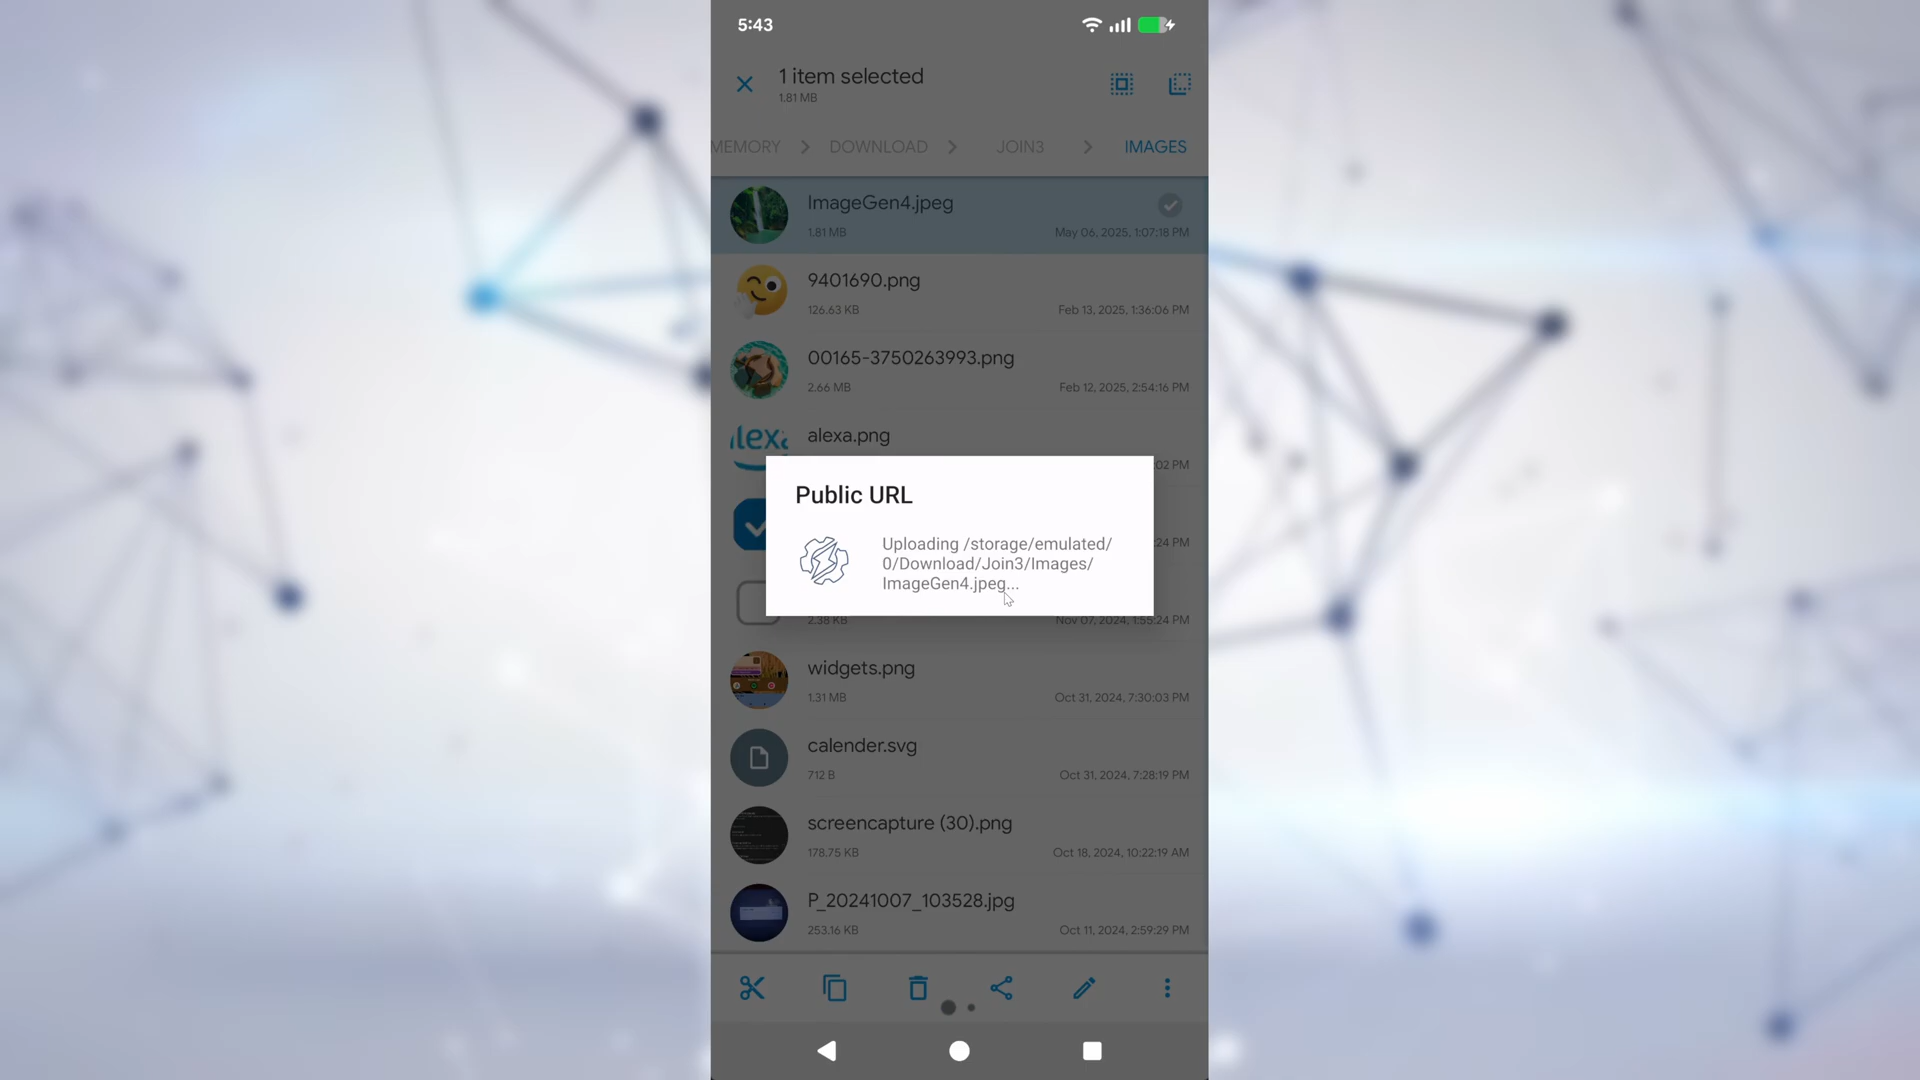 5:43
1 item selected
1.81 MB
MEMORY DOWNLOAD JOIN3 IMAGES
ImageGen4.jpeg
1.81 MB May 06, 2025, 1:07:18 PM
9401690.png
126.63 KB Feb 13, 2025, 1:36:06 PM
00165-3750263993.png
2.66 MB Feb 12, 2025, 2:54:16 PM
lexa
alexa.png
:02 PM
Public URL
Uploading /storage/emulated/
0/Download/Join3/Images/
ImageGen4.jpeg...
:24 PM
2.38 KB Nov 07, 2024, 1:55:24 PM
widgets.png
1.31 MB Oct 31, 2024, 7:30:03 PM
calender.svg
712 B Oct 31, 2024, 7:28:19 PM
screencapture (30).png
178.75 KB Oct 18, 2024, 10:22:19 AM
P_20241007_103528.jpg
253.16 KB Oct 11, 2024, 2:59:29 PM